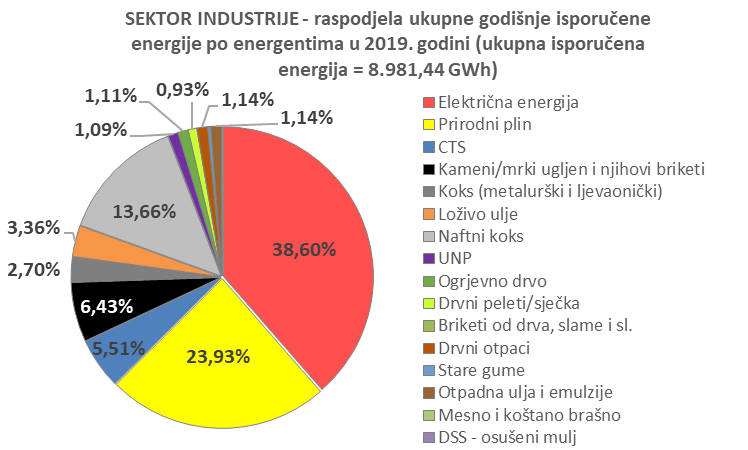 SEKTOR INDUSTRIJE - raspodjela ukupne godišnje isporučene
energije po energentima u 2019. godini (ukupna isporučena
energija = 8.981,44 GWh)
0,93%
1,11%
1,14%
1,14%
1,09%
13,66%
3,36%
2,70%
6,43%
5,51%
23,93%
38,60%
Električna energija
Prirodni plin
CTS
Kameni/mrki ugljen i njihovi briketi
Koks (metalurški i ljevaonički)
Loživo ulje
Naftni koks
UNP
Ogrjevno drvo
Drvni peleti/sječka
Briketi od drva, slame i sl.
Drvni otpaci
Stare gume
Otpadna ulja i emulzije
Mesno i koštano brašno
DSS - osušeni mulj